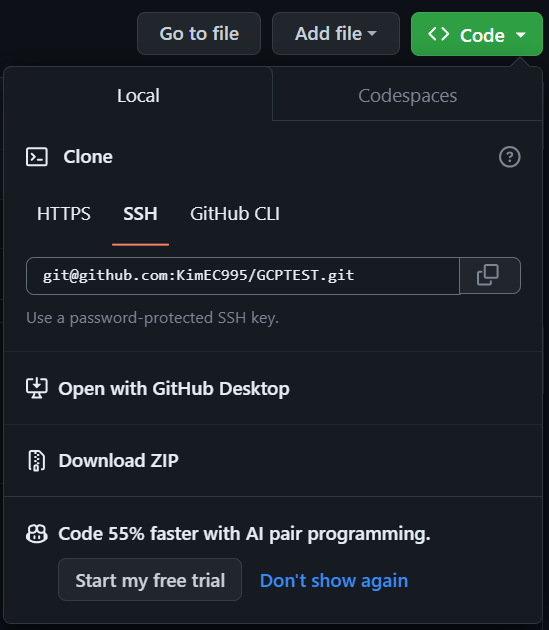 Go to file Add file <> Code
Local Codespaces
Clone
HTTPS SSH GitHub CLI
git@github.com:KimEC995/GCPTEST.git
Use a password-protected SSH key.
Open with GitHub Desktop
Download ZIP
Code 55% faster with AI pair programming.
Start my free trial Don't show again